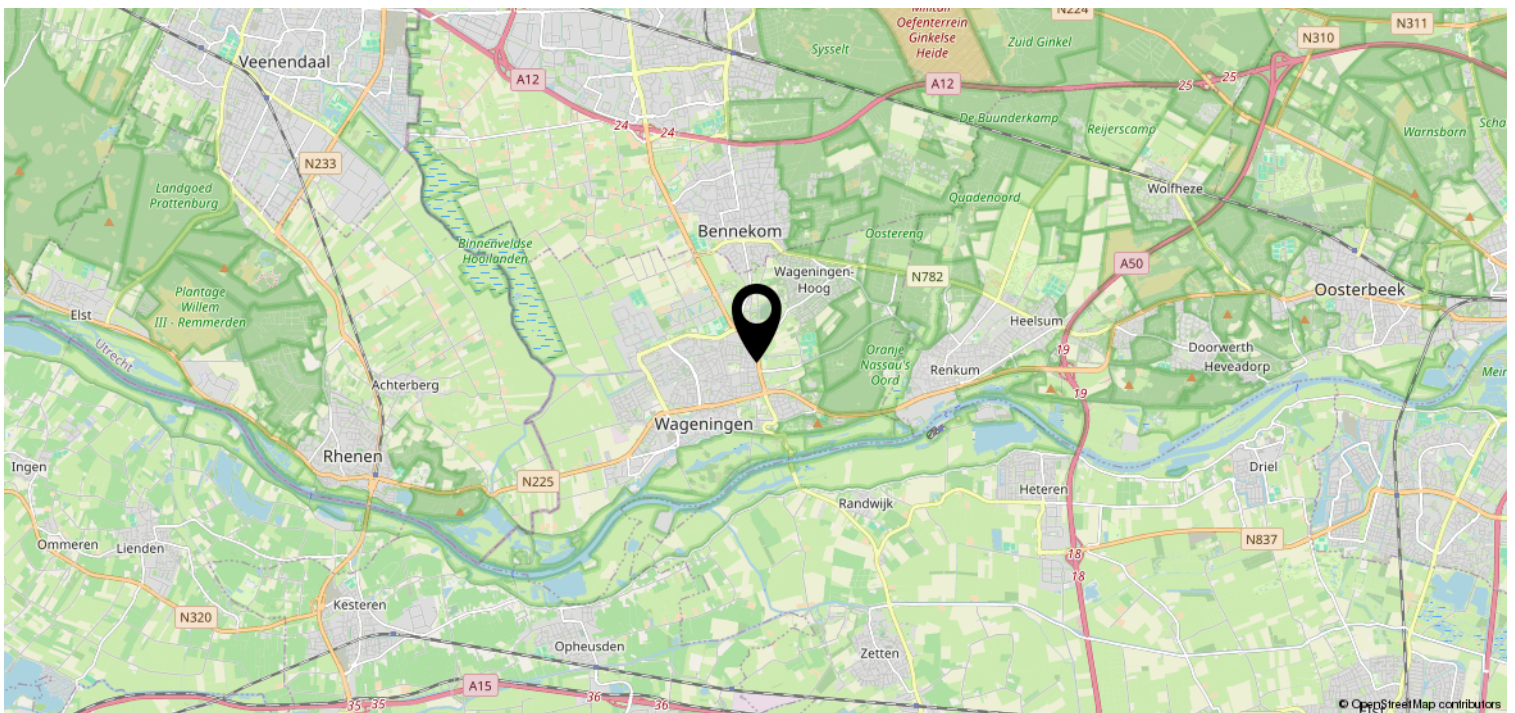 Militair
Oefenterrein
Ginkelse
Heide
N224
N311
N310
Sysselt
Zuid Ginkel
Veenendaal
A12
A12
25
25
24
24
De Buunderkamp
Reijerscamp
Warnsborn
N233
Landgoed
Prattenburg
Wolfheze
Quadenoord
Bennekom
Oostereng
Binnenveldse
Hooilanden
Wageningen-
Hoog
N782
A50
Plantage
Willem
III - Remmerden
Elst
Oosterbeek
Heelsum
Utrecht
Oranje
Nassau's
Oord
19
Doorwerth
Heveadorp
Renkum
Achterberg
19
Wageningen
Rhenen
Ingen
N225
Driel
Heteren
Randwijk
N837
Ommeren
Lienden
18
18
Kesteren
N320
Opheusden
Zetten
A15
35
35
36
36
Elst
© OpenStreetMap contributors